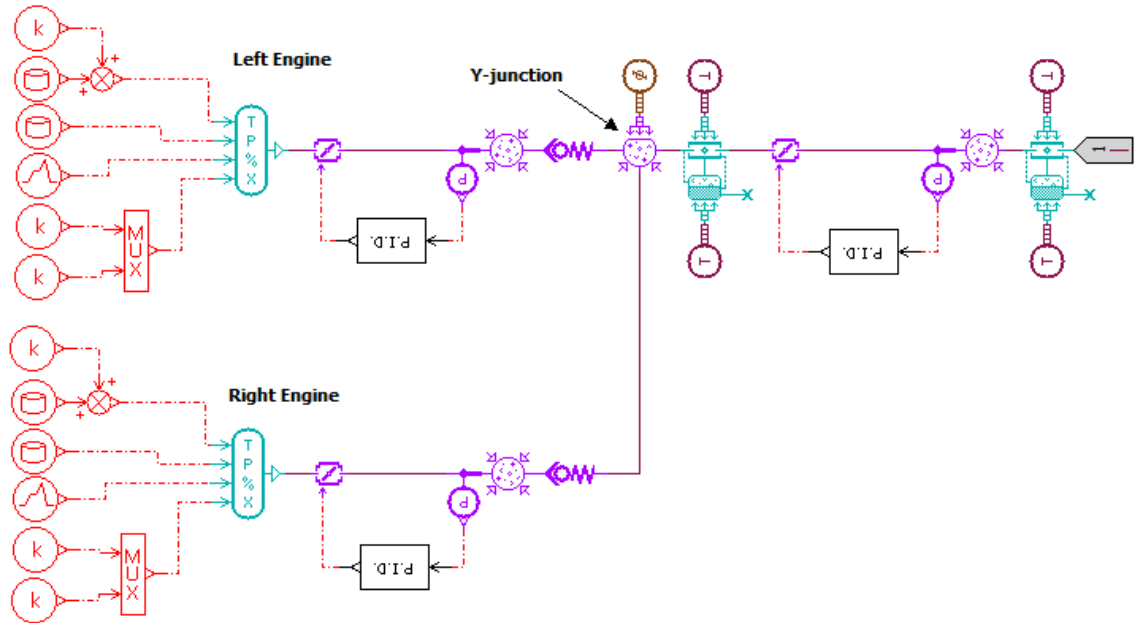 k
Left Engine
Y-junction
+
+
T
P
%
X
P
P.I.D.
k
k
M
U
X
T
T
T
T
P
P.I.D.
1
k
Right Engine
+
+
T
P
%
X
P
P.I.D.
k
k
M
U
X